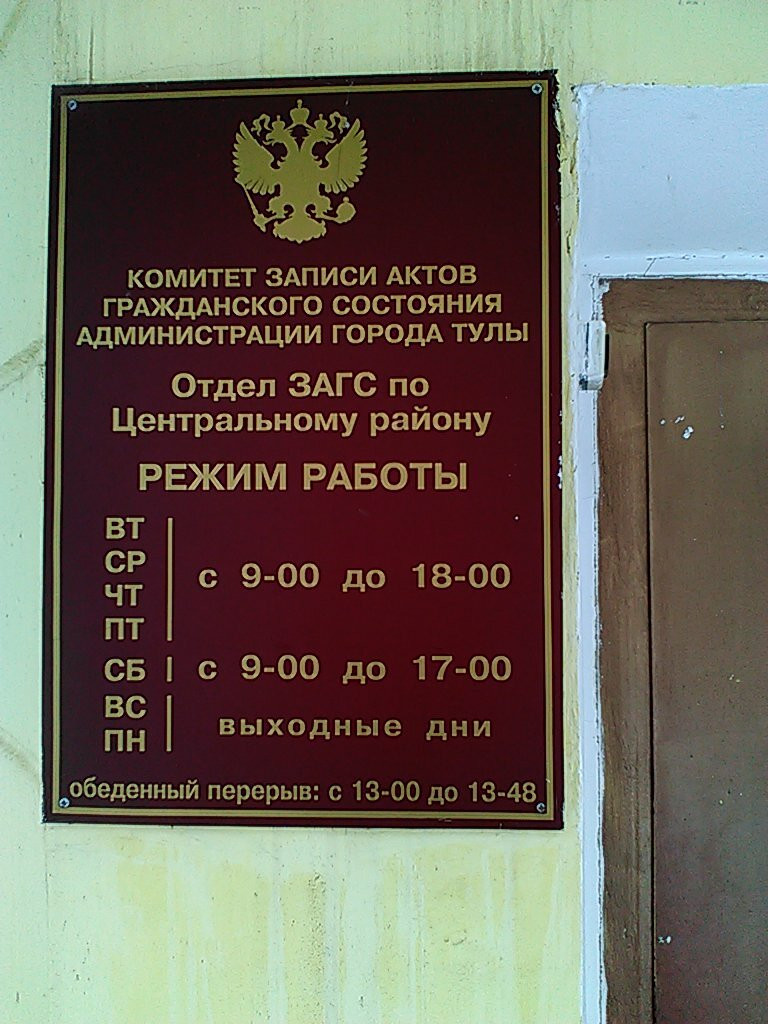 КОМИТЕТ ЗАПИСИ АКТОВ
ГРАЖДАНСКОГО СОСТОЯНИЯ
АДМИНИСТРАЦИИ ГОРОДА ТУЛЫ
Отдел ЗАГС по
Центральному району
РЕЖИМ РАБОТЫ
ВТ
СР
ЧТ
ПТ
с 9-00 до 18-00
СБ с 9-00 до 17-00
ВС
ПН
выходные дни
обеденный перерыв: с 13-00 до 13-48